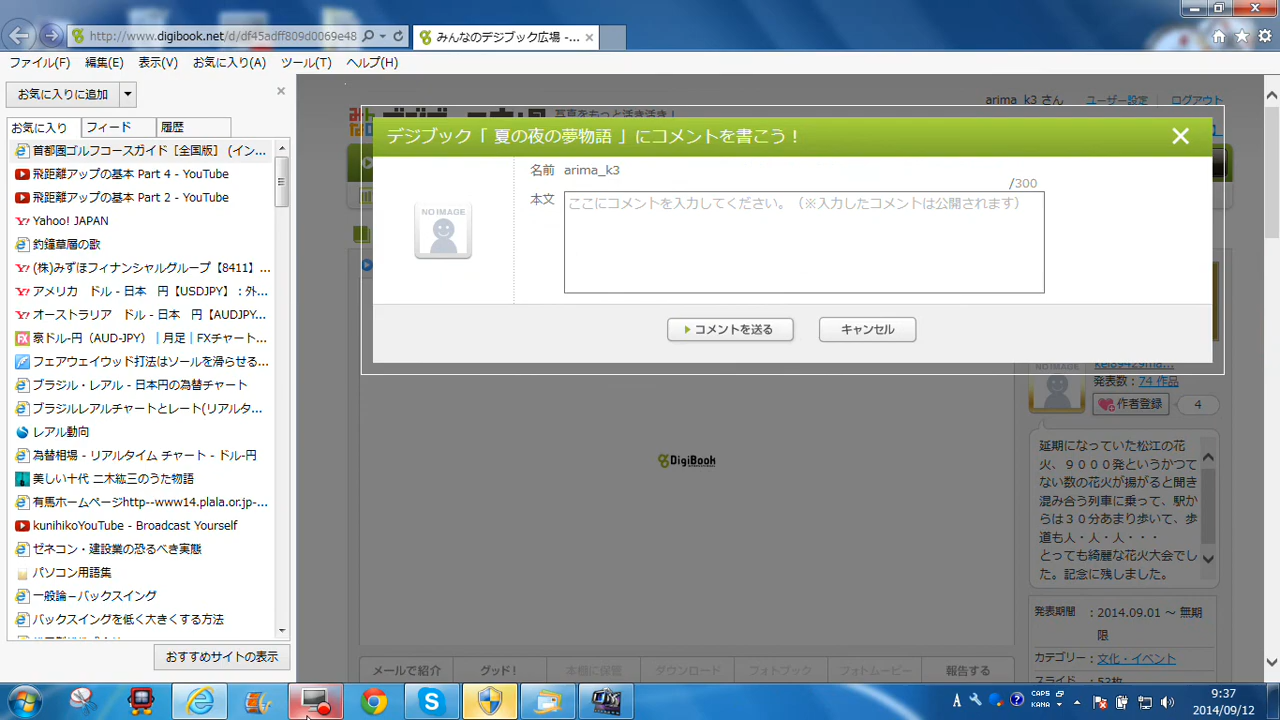 http://www.digibook.net/d/df45adff809d0069e48
みんなのデジブック広場 -...
ファイル(F) 編集(E) 表示(V) お気に入り(A) ツール(T) ヘルプ(H)
お気に入りに追加
お気に入り フィード 履歴
首都圏ゴルフコースガイド［全国版］ (イン...
飛距離アップの基本 Part 4 - YouTube
飛距離アップの基本 Part 2 - YouTube
Yahoo! JAPAN
釣鐘草層の歌
(株)みずほフィナンシャルグループ【8411】...
アメリカ　ドル - 日本　円【USDJPY】：外...
オーストラリア　ドル - 日本　円【AUDJPY...
豪ドル-円（AUD-JPY）｜月足｜FXチャート...
フェアウェイウッド打法はソールを滑らせる...
ブラジル・レアル - 日本円の為替チャート
ブラジルレアルチャートとレート(リアルタ...
レアル動向
為替相場 - リアルタイム チャート - ドル-円
美しい十代 二木紘三のうた物語
有馬ホームページhttp--www14.plala.or.jp-...
kunihikoYouTube - Broadcast Yourself
ゼネコン・建設業の恐るべき実態
パソコン用語集
一般論－バックスイング
バックスイングを低く大きくする方法
おすすめサイトの表示
arima_k3 さん ユーザー設定 ログアウト
写真をもっと活き活き！
デジブック「 夏の夜の夢物語 」にコメントを書こう！
NO IMAGE
名前 arima_k3
/300
本文 ここにコメントを入力してください。（※入力したコメントは公開されます）
コメントを送る キャンセル
DigiBook
NO IMAGE
発表数：74 作品
作者登録 4
延期になっていた松江の花
火、９０００発というかつて
ない数の花火が揚がると聞き
混み合う列車に乗って、駅か
らは３０分あまり歩いて、歩
道も人・人・人・・・
とっても綺麗な花火大会でし
た。記念に残しました。
発表期間 ：2014.09.01 ～ 無期
限
カテゴリー：文化・イベント
スライド ：52枚
メールで紹介 グッド！ 本棚に保管 ダウンロード フォトブック フォトムービー 報告する
A CAPS KANA
9:37
2014/09/12